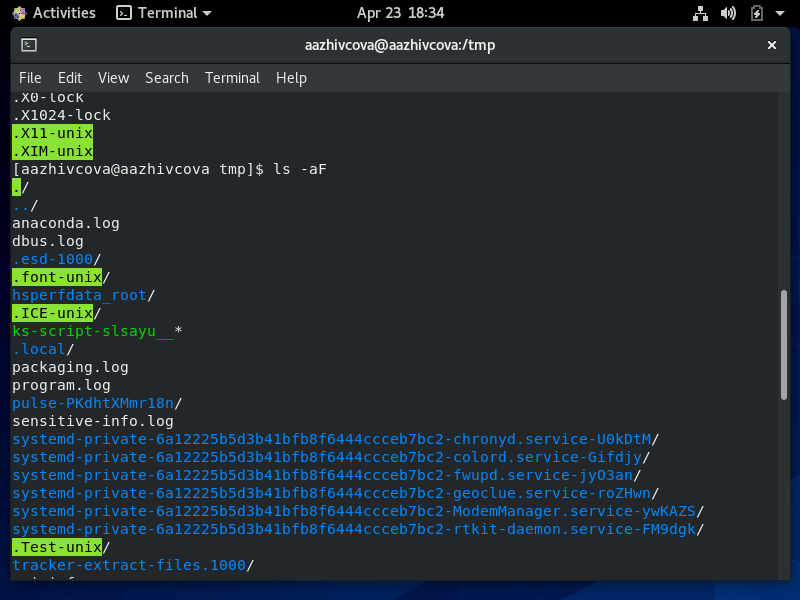 Activities Terminal Apr 23 18:34
aazhivcova@aazhivcova:/tmp ×
File Edit View Search Terminal Help
.X0-lock
.X1024-lock
.X11-unix
.XIM-unix
[aazhivcova@aazhivcova tmp]$ ls -aF
./
../
anaconda.log
dbus.log
.esd-1000/
.font-unix/
hsperfdata_root/
.ICE-unix/
ks-script-slsayu__*
.local/
packaging.log
program.log
pulse-PKdhtXMmr18n/
sensitive-info.log
systemd-private-6a12225b5d3b41bfb8f6444ccceb7bc2-chronyd.service-U0kDtM/
systemd-private-6a12225b5d3b41bfb8f6444ccceb7bc2-colord.service-Gifdjy/
systemd-private-6a12225b5d3b41bfb8f6444ccceb7bc2-fwupd.service-jyO3an/
systemd-private-6a12225b5d3b41bfb8f6444ccceb7bc2-geoclue.service-roZHwn/
systemd-private-6a12225b5d3b41bfb8f6444ccceb7bc2-ModemManager.service-ywKAZS/
systemd-private-6a12225b5d3b41bfb8f6444ccceb7bc2-rtkit-daemon.service-FM9dgk/
.Test-unix/
tracker-extract-files.1000/